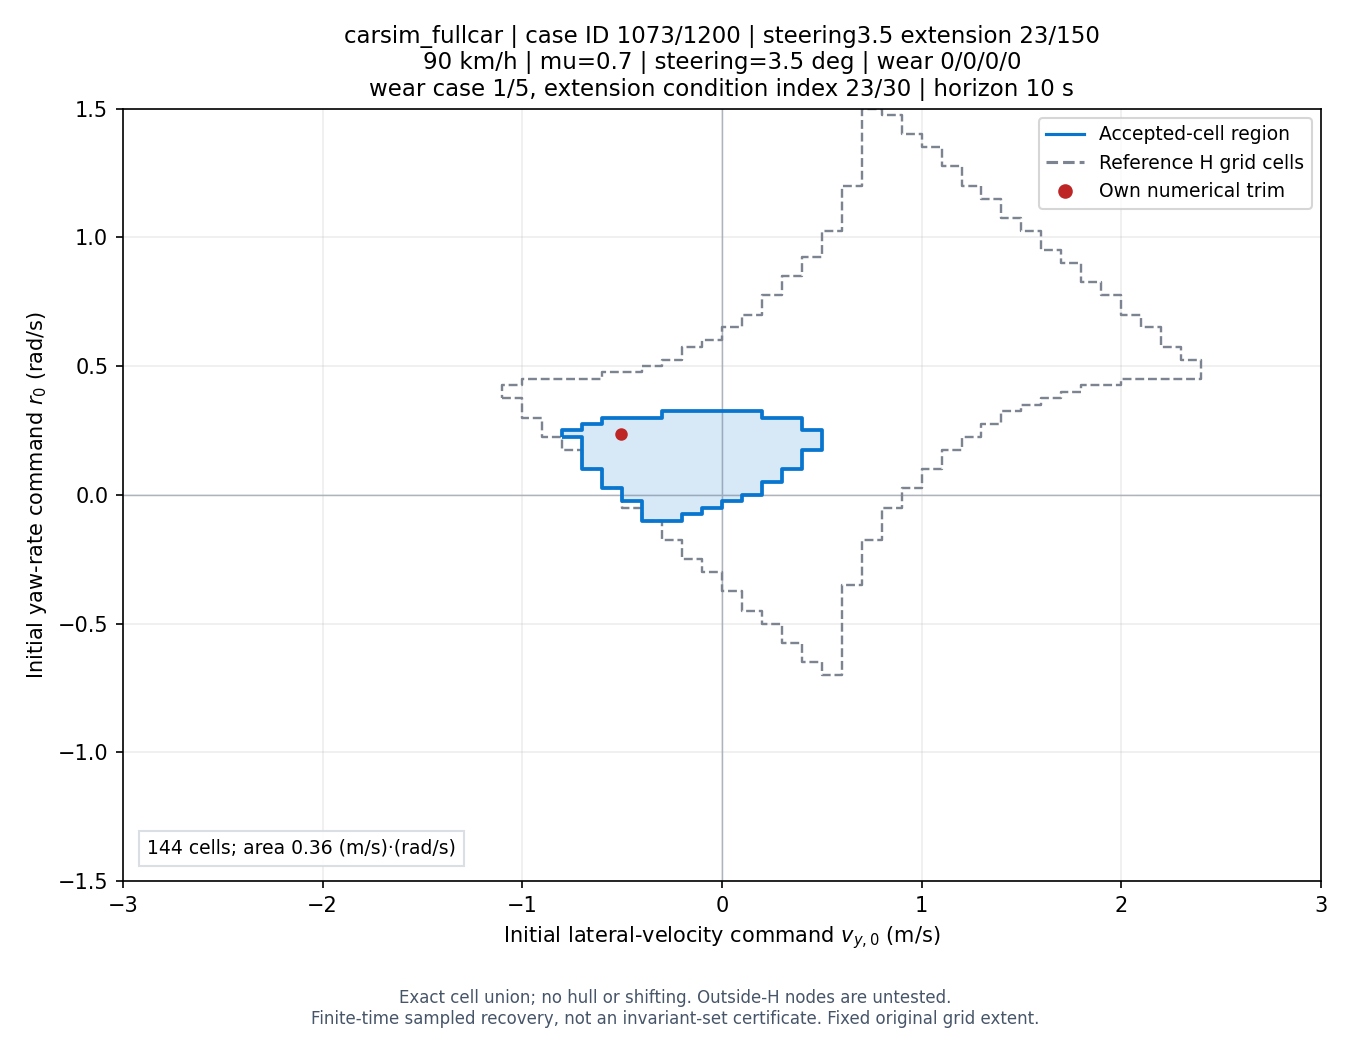 carsim_fullcar | case ID 1073/1200 | steering3.5 extension 23/150
90 km/h | mu=0.7 | steering=3.5 deg | wear 0/0/0/0
wear case 1/5, extension condition index 23/30 | horizon 10 s
Accepted-cell region
Reference H grid cells
Own numerical trim
1.5
1.0
0.5
0.0
−0.5
−1.0
−1.5
Initial yaw-rate command r0 (rad/s)
144 cells; area 0.36 (m/s)·(rad/s)
−3
−2
−1
0
1
2
3
Initial lateral-velocity command vy,0 (m/s)
Exact cell union; no hull or shifting. Outside-H nodes are untested.
Finite-time sampled recovery, not an invariant-set certificate. Fixed original grid extent.